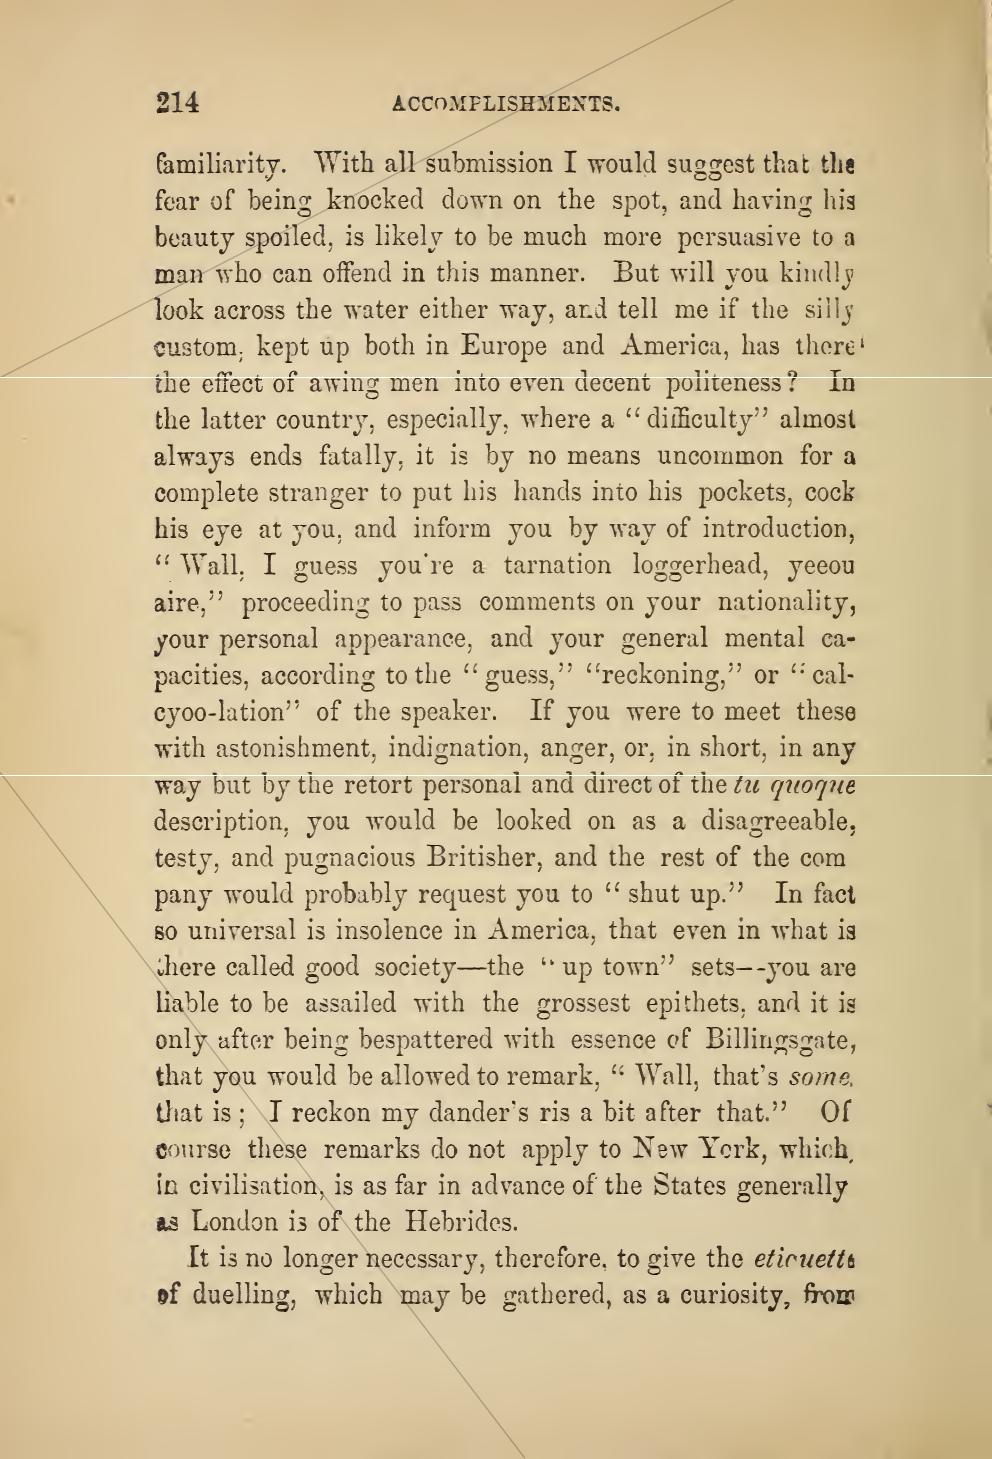 214 ACCOMPLISHMENTS.
familiarity. With all submission I would suggest that the
fear of being knocked down on the spot, and having his
beauty spoiled, is likely to be much more persuasive to a
man who can offend in this manner. But will you kindly
look across the water either way, and tell me if the silly
custom, kept up both in Europe and America, has there
the effect of awing men into even decent politeness? In
the latter country, especially, where a “difficulty” almost
always ends fatally, it is by no means uncommon for a
complete stranger to put his hands into his pockets, cock
his eye at you, and inform you by way of introduction,
“Wall, I guess you're a tarnation loggerhead, yeeou
aire,” proceeding to pass comments on your nationality,
your personal appearance, and your general mental ca-
pacities, according to the “guess,” “reckoning,” or “cal-
cyoo-lation” of the speaker. If you were to meet these
with astonishment, indignation, anger, or, in short, in any
way but by the retort personal and direct of the tu quoque
description, you would be looked on as a disagreeable,
testy, and pugnacious Britisher, and the rest of the com
pany would probably request you to “shut up.” In fact
so universal is insolence in America, that even in what is
there called good society—the “up town” sets--you are
liable to be assailed with the grossest epithets, and it is
only after being bespattered with essence of Billingsgate,
that you would be allowed to remark, “Wall, that's some,
that is; I reckon my dander's ris a bit after that.” Of
course these remarks do not apply to New York, which,
in civilisation, is as far in advance of the States generally
as London is of the Hebrides.
It is no longer necessary, therefore, to give the etiquette
of duelling, which may be gathered, as a curiosity, from